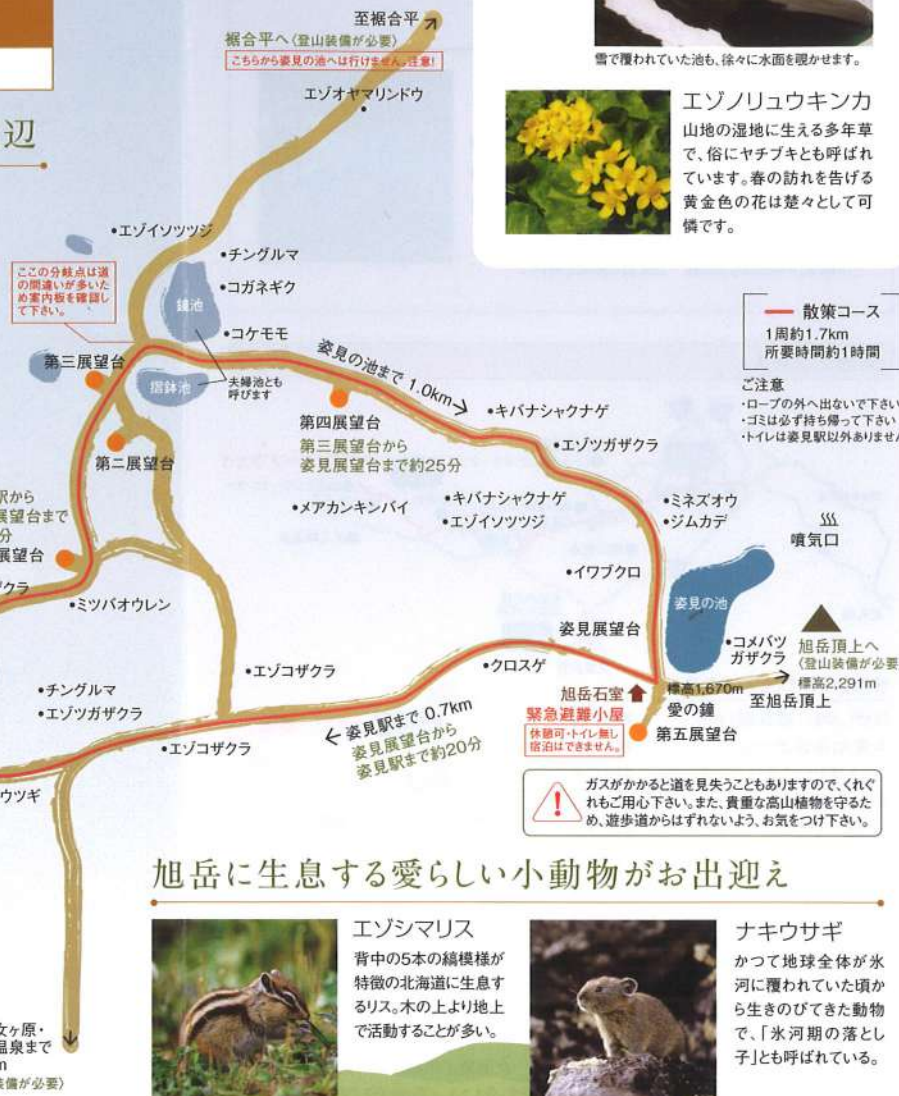 至裾合平
裾合平へ〈登山装備が必要〉
こちらから姿見の池へは行けません。注意!
エゾオヤマリンドウ
辺
雪で覆われていた池も、徐々に水面を覗かせます。
エゾノリュウキンカ
山地の湿地に生える多年草
で、俗にヤチブキとも呼ばれ
ています。春の訪れを告げる
黄金色の花は楚々として可
憐です。
•エゾイソツツジ
•チングルマ
•コガネギク
•コケモモ
ここの分岐点は道
の間違いが多いた
め案内板を確認し
て下さい。
鏡池
摺鉢池
夫婦池とも
呼びます
第三展望台
第二展望台
姿見の池まで 1.0km
第四展望台
第三展望台から
姿見展望台まで約25分
散策コース
1周約1.7km
所要時間約1時間
ご注意
・ロープの外へ出ないで下さい
・ゴミは必ず持ち帰って下さい
・トイレは姿見駅以外ありません
•キバナシャクナゲ
•エゾツガザクラ
•メアカンキンバイ
•キバナシャクナゲ
•エゾイソツツジ
•ミネズオウ
•ジムカデ
噴気口
•イワブクロ
姿見の池
姿見展望台
•コメバツ
ガザクラ
旭岳頂上へ
〈登山装備が必要
標高2,291m
至旭岳頂上
駅から
展望台まで
分
展望台
ザクラ
•ミツバオウレン
•エゾコザクラ
•クロスゲ
旭岳石室
緊急避難小屋
休憩可・トイレ無し
宿泊はできません。
標高1,670m
愛の鐘
第五展望台
•チングルマ
•エゾツガザクラ
•エゾコザクラ
姿見駅まで 0.7km
姿見展望台から
姿見駅まで約20分
ウツギ
ガスがかかると道を見失うこともありますので、くれぐ
れもご用心下さい。また、貴重な高山植物を守るた
め、遊歩道からはずれないよう、お気をつけ下さい。
旭岳に生息する愛らしい小動物がお出迎え
エゾシマリス
背中の5本の縞模様が
特徴の北海道に生息す
るリス。木の上より地上
で活動することが多い。
ナキウサギ
かつて地球全体が氷
河に覆われていた頃か
ら生きのびてきた動物
で、「氷河期の落とし
子」とも呼ばれている。
女ヶ原・
温泉まで
m
装備が必要〉